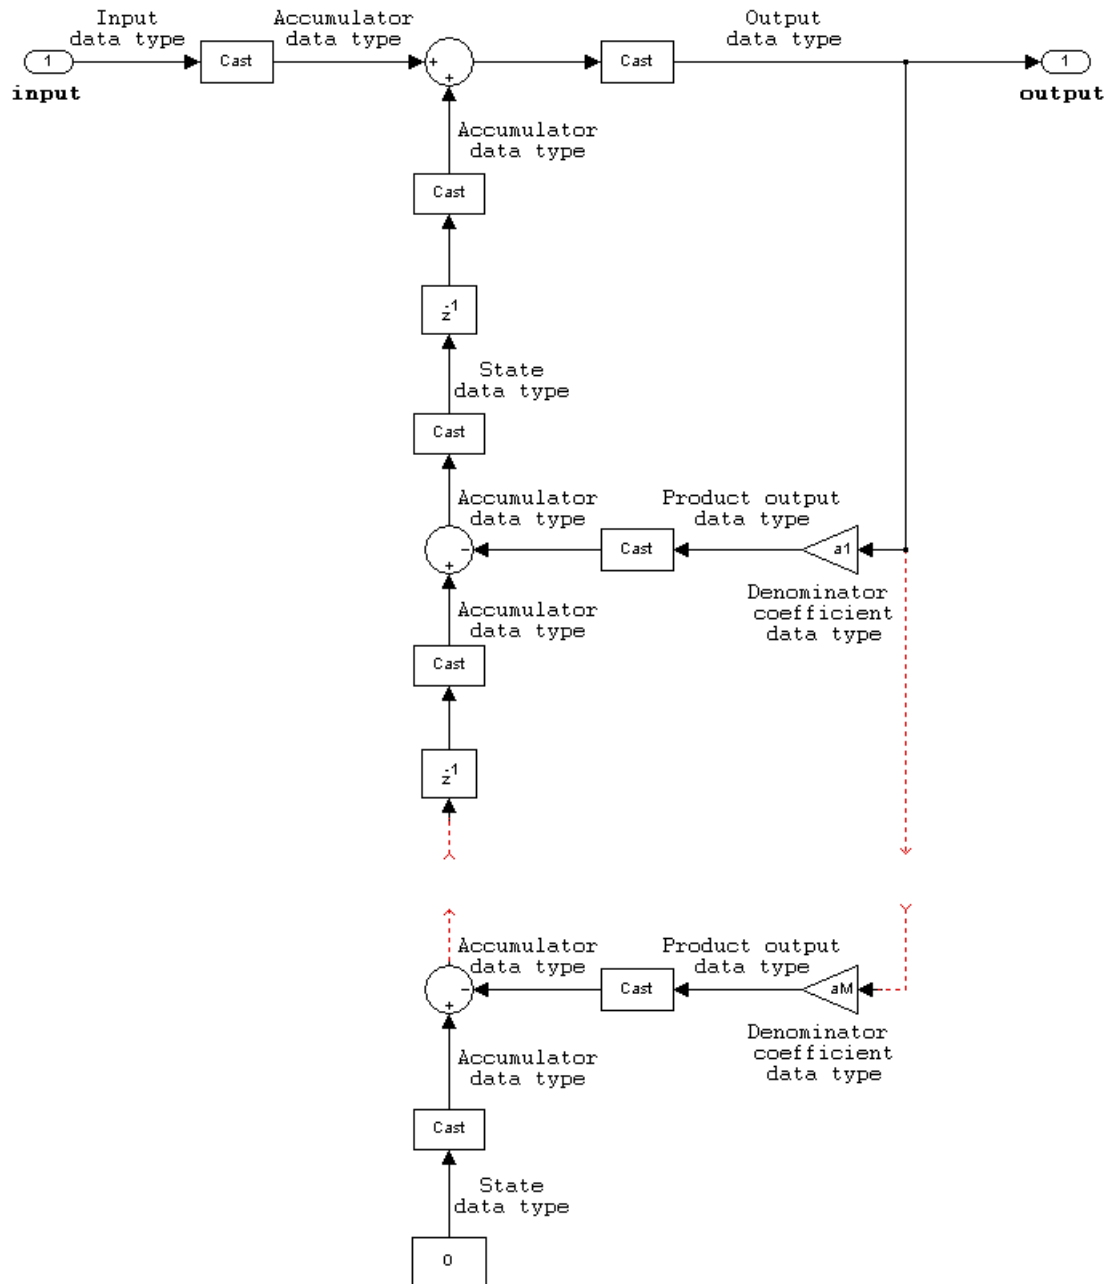 Input
data type
Accumulator
data type
Output
data type
1
Cast
+
+
Cast
1
input
output
Accumulator
data type
Cast
z-1
State
data type
Cast
Accumulator
data type
Product output
data type
-
+
Cast
a1
Accumulator
data type
Denominator
coefficient
data type
Cast
z-1
Accumulator
data type
Product output
data type
-
+
Cast
aM
Accumulator
data type
Denominator
coefficient
data type
Cast
State
data type
0